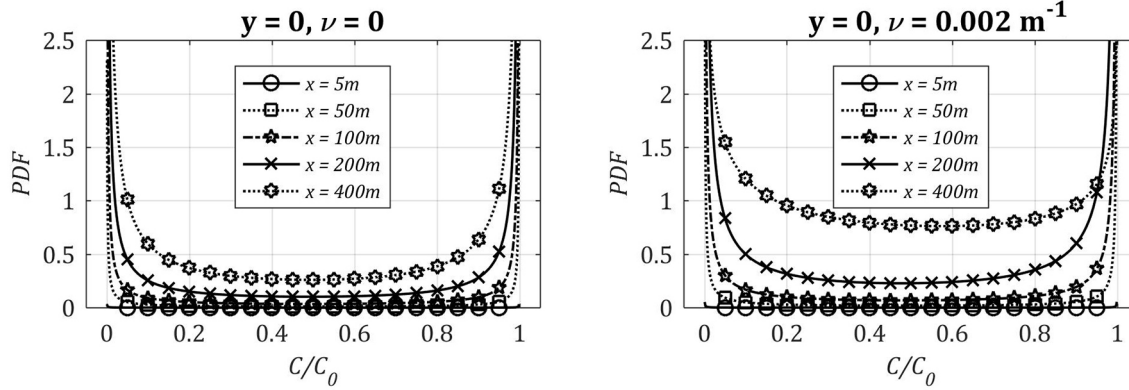 y = 0, ν = 0
2.5
2
1.5
1
0.5
0
PDF
x = 5m
x = 50m
x = 100m
x = 200m
x = 400m
0 0.2 0.4 0.6 0.8 1
C/C0
y = 0, ν = 0.002 m-1
2.5
2
1.5
1
0.5
0
PDF
x = 5m
x = 50m
x = 100m
x = 200m
x = 400m
0 0.2 0.4 0.6 0.8 1
C/C0